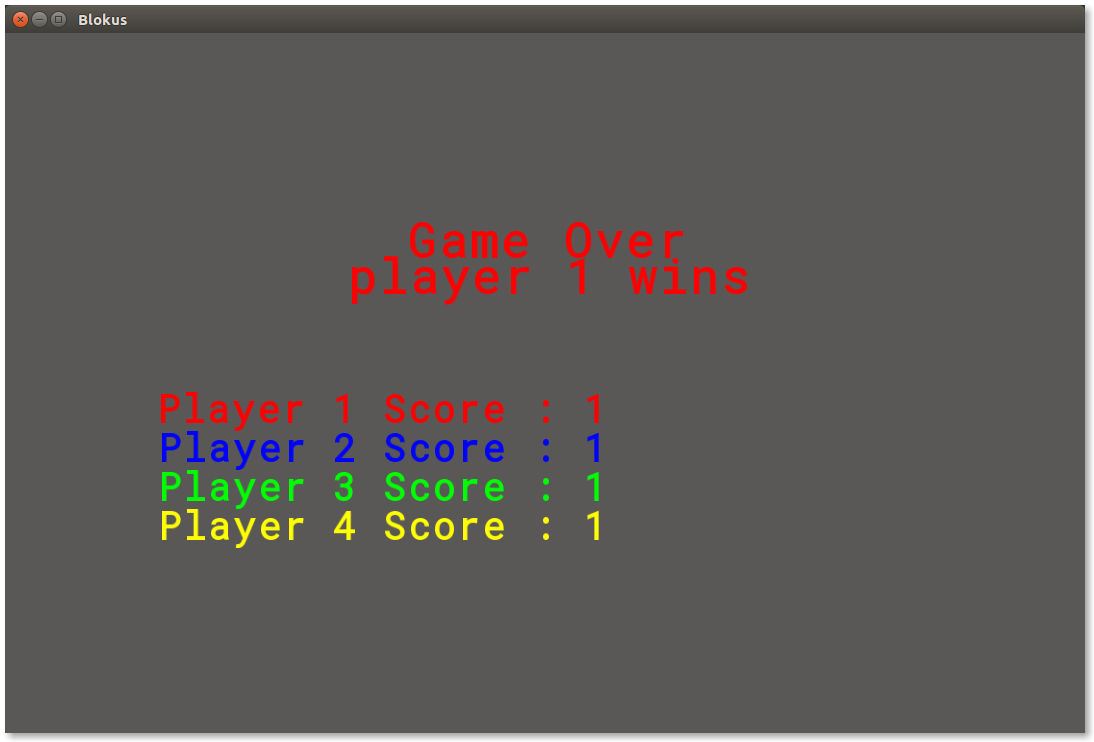 Blokus
Game Over
player 1 wins
Player 1 Score : 1
Player 2 Score : 1
Player 3 Score : 1
Player 4 Score : 1